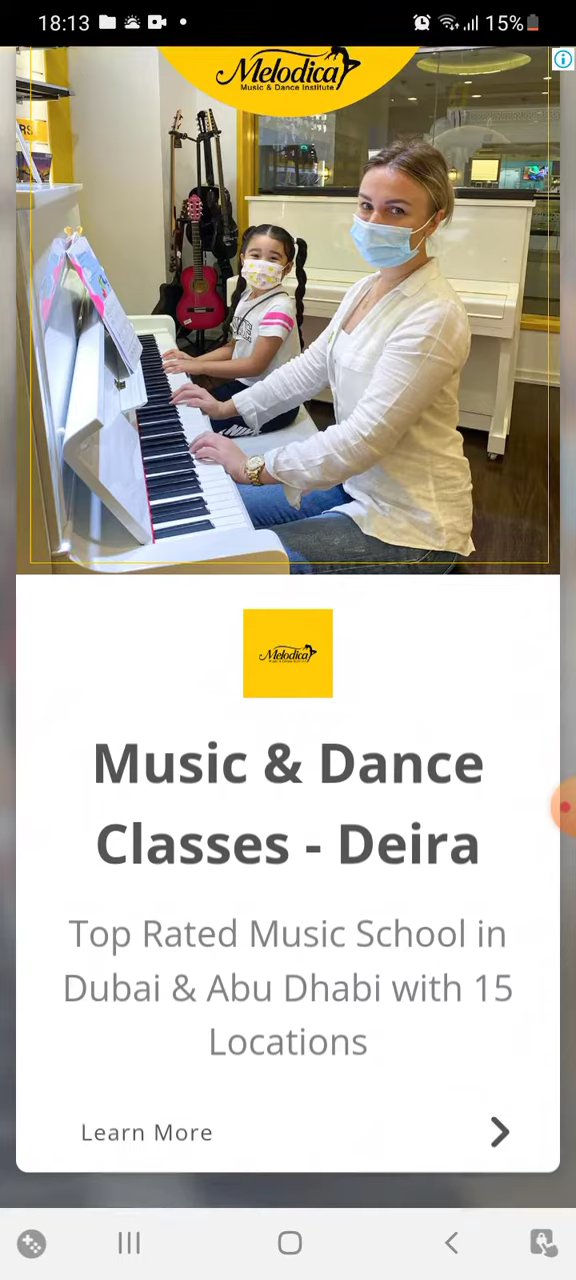 18:13
15%
Melodica
Music & Dance Institute
RS
Melodica
Music & Dance
Classes - Deira
Top Rated Music School in
Dubai & Abu Dhabi with 15
Locations
Learn More